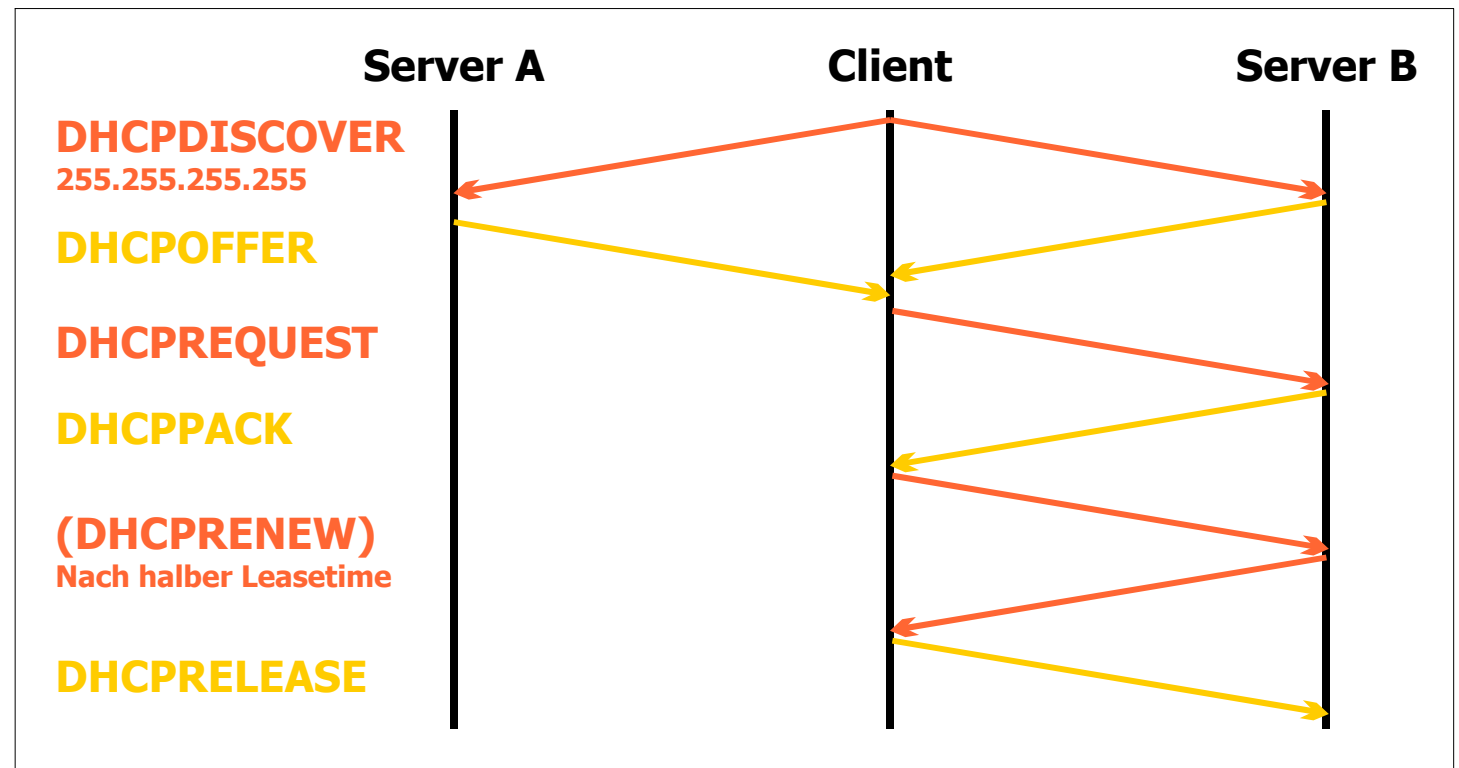 Server A Client Server B
DHCPDISCOVER
255.255.255.255
DHCPOFFER
DHCPREQUEST
DHCPPACK
(DHCPRENEW)
Nach halber Leasetime
DHCPRELEASE